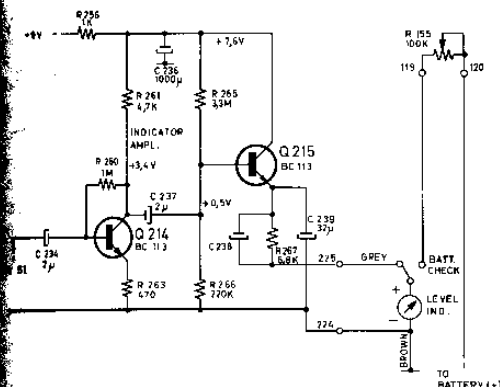 R 256
1K
+8V
C 236
1000µ
+7,6V
R 155
100K
119
120
R 261
4,7K
R 265
3,3M
INDICATOR
AMPL.
R 260
1M
+3,4V
Q 215
BC 113
C 237
2µ
+0,5V
Q 214
BC 113
C 234
2µ
S1
C 238
R 267
6,8K
C 239
32µ
225
GREY
BATT.
CHECK
R 263
470
R 266
220K
+
LEVEL
IND.
–
224
BROWN
TO
BATTERY (+)